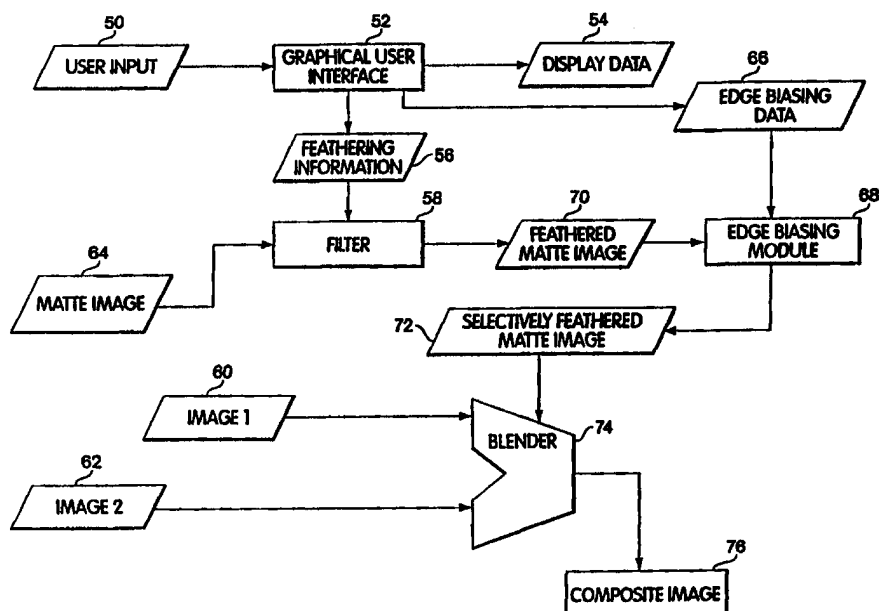 50
USER INPUT
52
GRAPHICAL USER
INTERFACE
54
DISPLAY DATA
66
EDGE BIASING
DATA
FEATHERING
INFORMATION
56
58
FILTER
70
FEATHERED
MATTE IMAGE
68
EDGE BIASING
MODULE
64
MATTE IMAGE
72
SELECTIVELY FEATHERED
MATTE IMAGE
60
IMAGE 1
62
IMAGE 2
BLENDER
74
76
COMPOSITE IMAGE